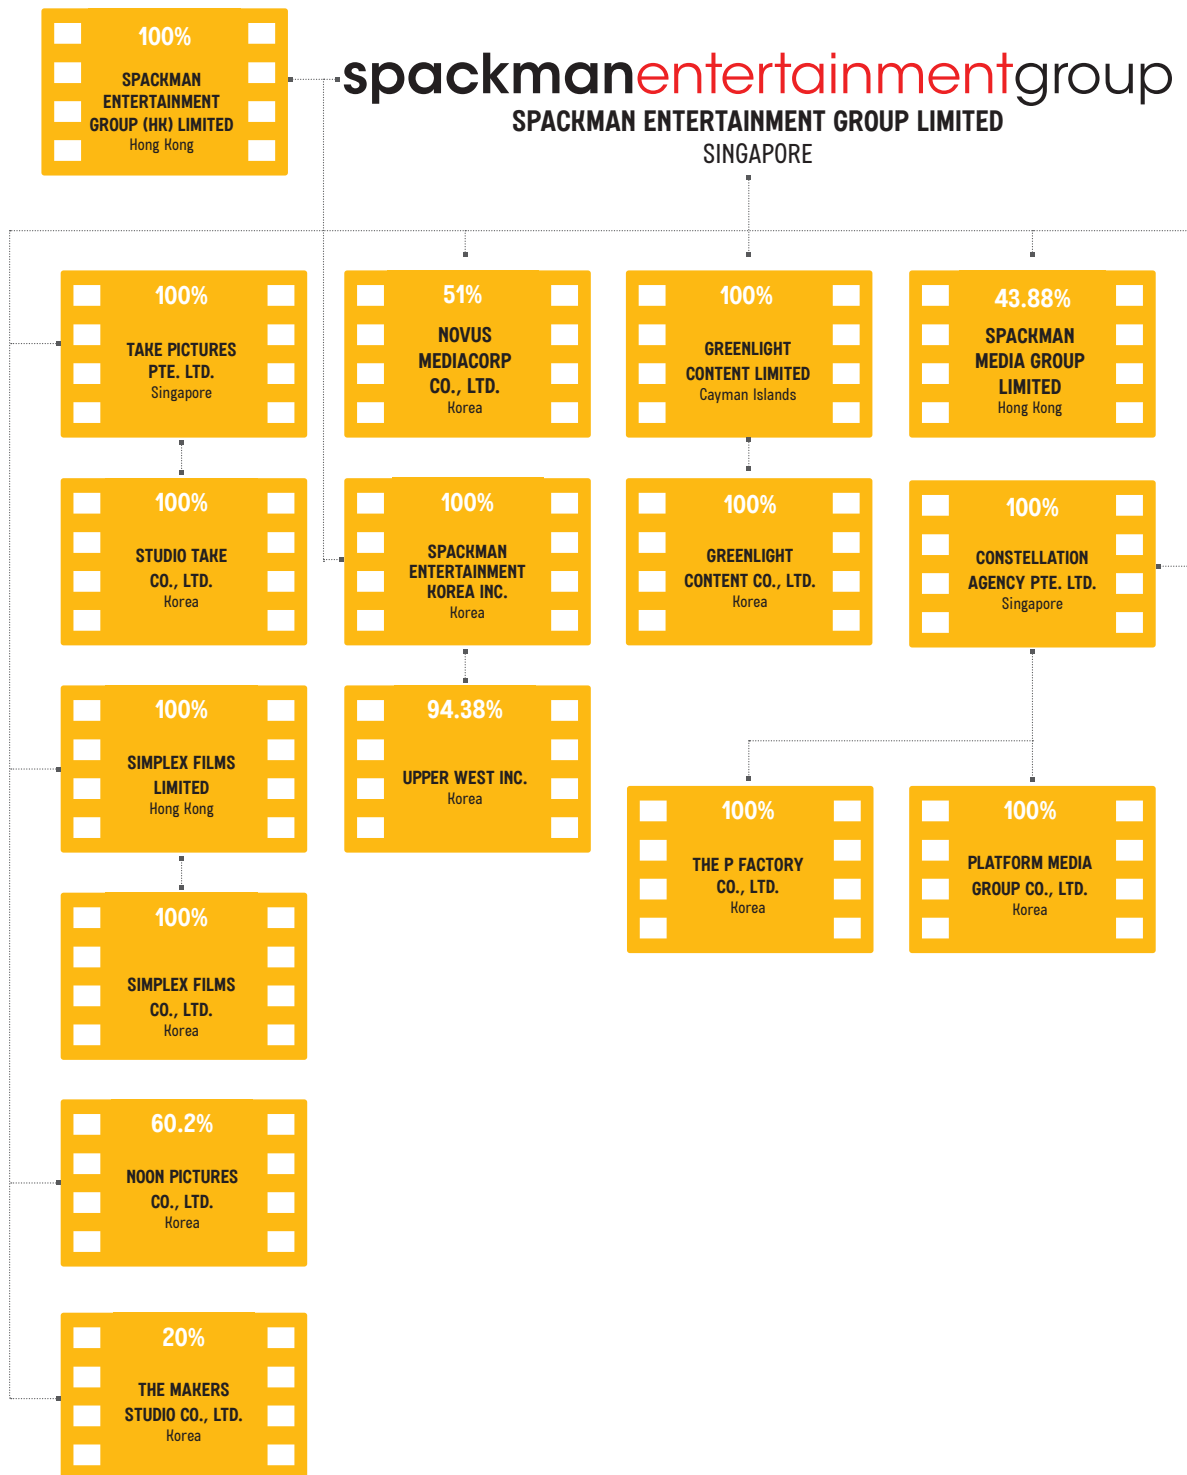 100%
SPACKMAN
ENTERTAINMENT
GROUP (HK) LIMITED
Hong Kong
spackmanentertainmentgroup
SPACKMAN ENTERTAINMENT GROUP LIMITED
SINGAPORE
100%
TAKE PICTURES
PTE. LTD.
Singapore
51%
NOVUS
MEDIACORP
CO., LTD.
Korea
100%
GREENLIGHT
CONTENT LIMITED
Cayman Islands
43.88%
SPACKMAN
MEDIA GROUP
LIMITED
Hong Kong
100%
STUDIO TAKE
CO., LTD.
Korea
100%
SPACKMAN
ENTERTAINMENT
KOREA INC.
Korea
100%
GREENLIGHT
CONTENT CO., LTD.
Korea
100%
CONSTELLATION
AGENCY PTE. LTD.
Singapore
100%
SIMPLEX FILMS
LIMITED
Hong Kong
94.38%
UPPER WEST INC.
Korea
100%
THE P FACTORY
CO., LTD.
Korea
100%
PLATFORM MEDIA
GROUP CO., LTD.
Korea
100%
SIMPLEX FILMS
CO., LTD.
Korea
60.2%
NOON PICTURES
CO., LTD.
Korea
20%
THE MAKERS
STUDIO CO., LTD.
Korea